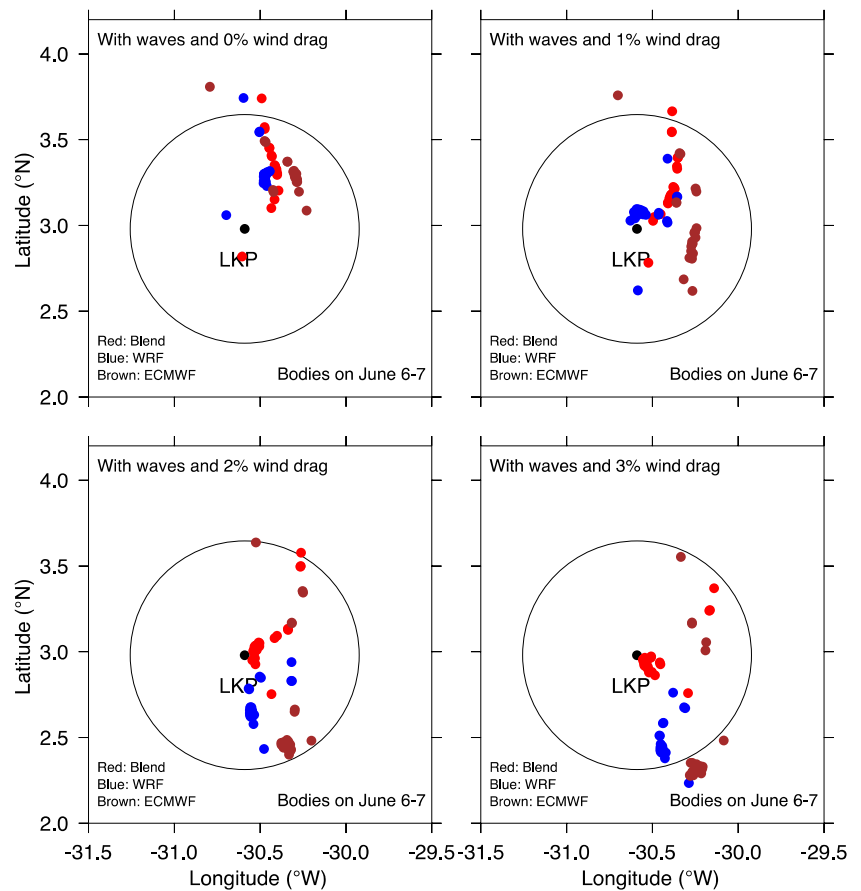 With waves and 0% wind drag
With waves and 1% wind drag
4.0
3.5
3.0
2.5
2.0
Latitude (°N)
LKP
LKP
Red: Blend
Blue: WRF
Brown: ECMWF
Bodies on June 6-7
Red: Blend
Blue: WRF
Brown: ECMWF
Bodies on June 6-7
With waves and 2% wind drag
With waves and 3% wind drag
4.0
3.5
3.0
2.5
2.0
Latitude (°N)
LKP
LKP
Red: Blend
Blue: WRF
Brown: ECMWF
Bodies on June 6-7
Red: Blend
Blue: WRF
Brown: ECMWF
Bodies on June 6-7
-31.5 -31.0 -30.5 -30.0 -29.5 -31.0 -30.5 -30.0 -29.5
Longitude (°W)
Longitude (°W)